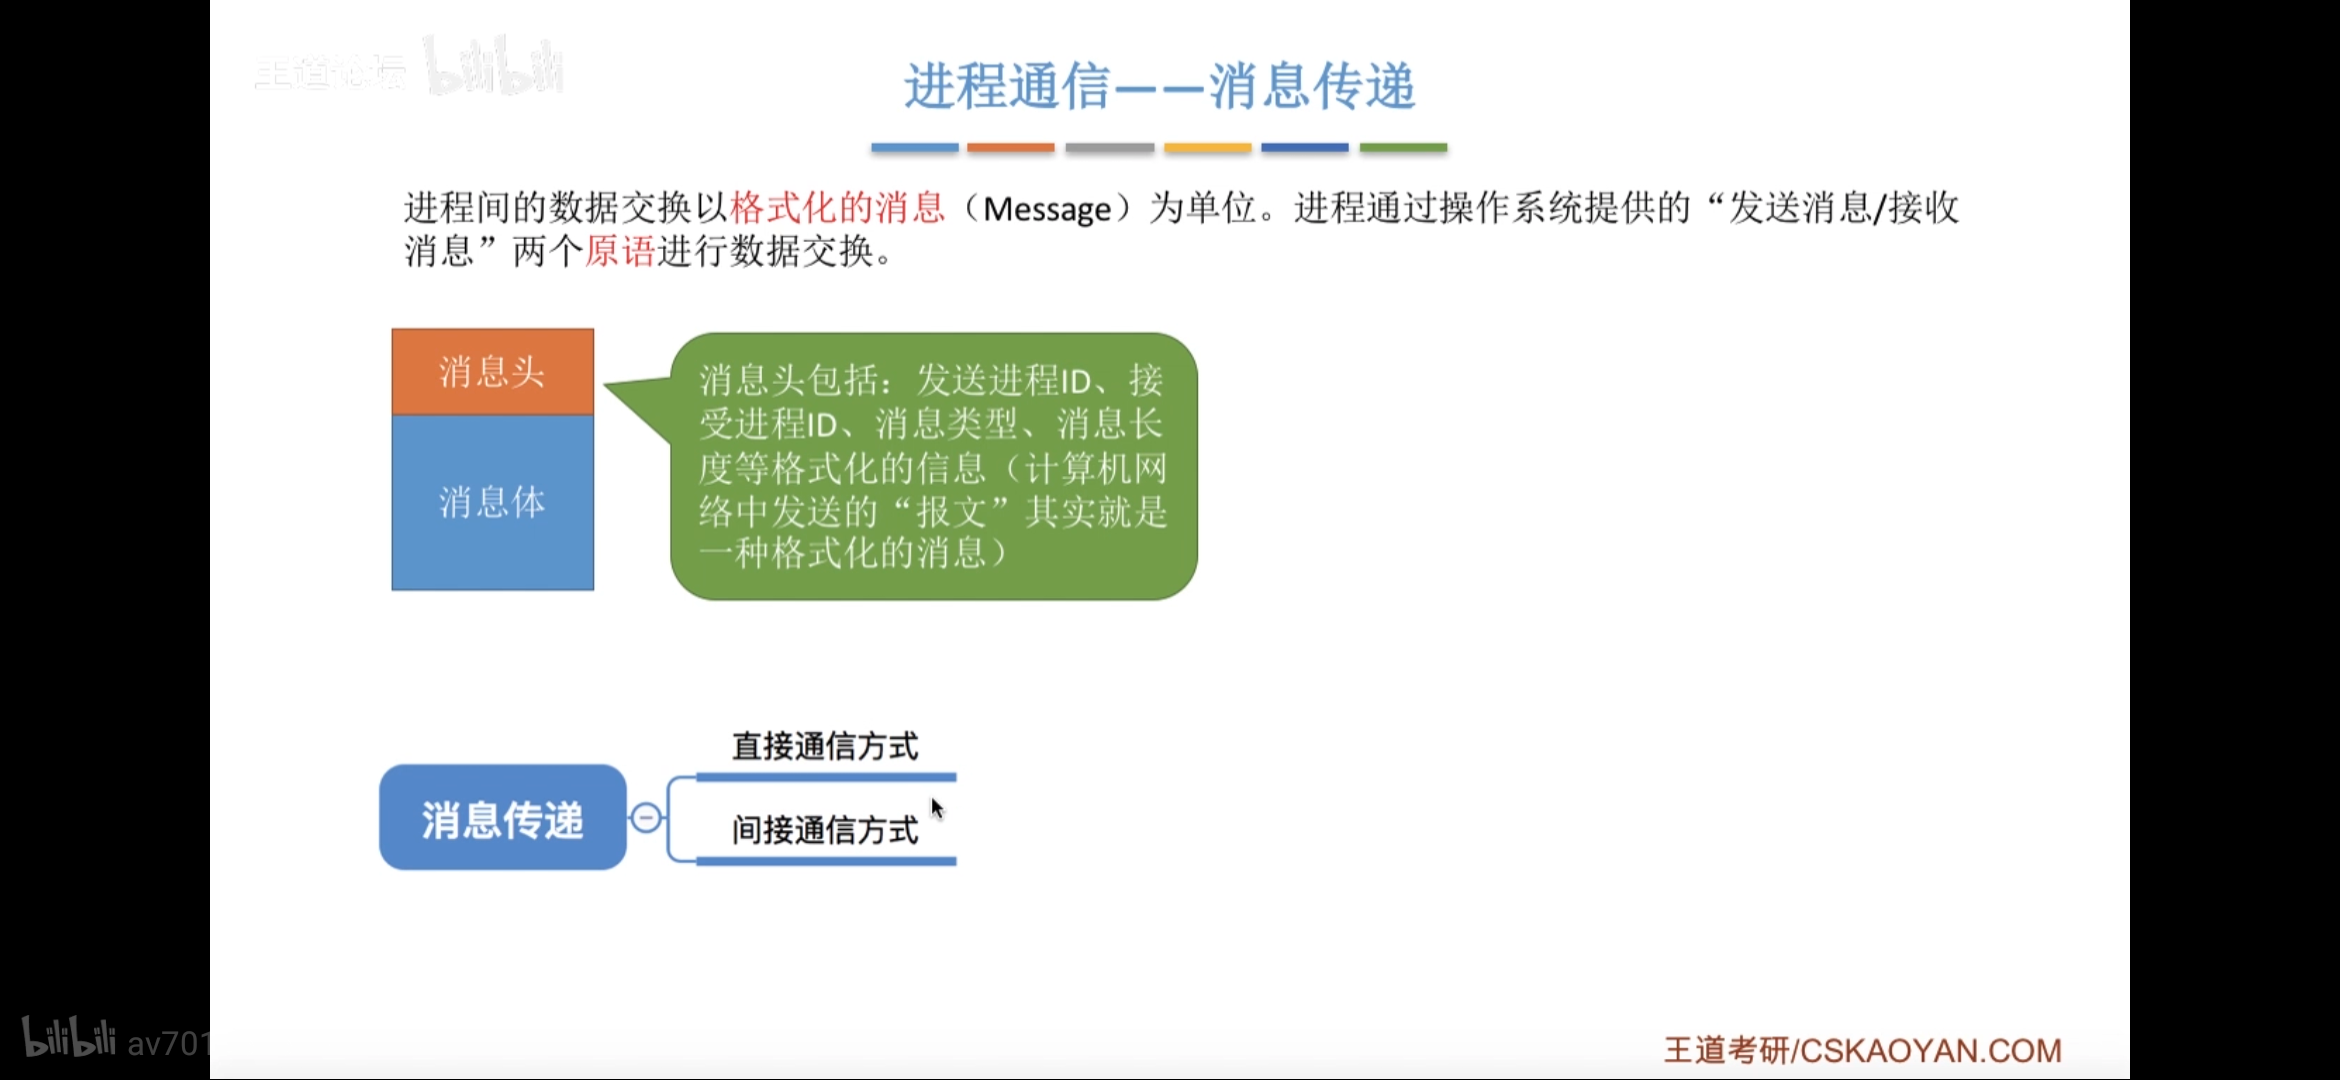 王道论坛 bilibili
进程通信——消息传递
进程间的数据交换以格式化的消息（Message）为单位。进程通过操作系统提供的“发送消息/接收
消息”两个原语进行数据交换。
消息头
消息体
消息头包括：发送进程ID、接
受进程ID、消息类型、消息长
度等格式化的信息（计算机网
络中发送的“报文”其实就是
一种格式化的消息）
消息传递
直接通信方式
间接通信方式
bilibili av701
王道考研/CSKAOYAN.COM